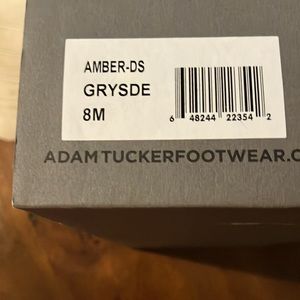 AMBER-DS
GRYSDE
8M
6 48244 22354 2
ADAMTUCKERFOOTWEAR.C